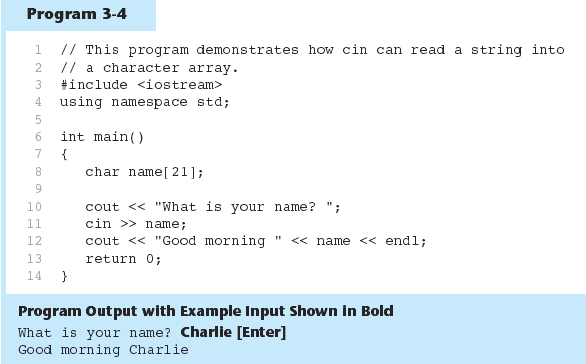 Program 3-4
1 // This program demonstrates how cin can read a string into
2 // a character array.
3 #include <iostream>
4 using namespace std;
5
6 int main()
7 {
8 char name[21];
9
10 cout << "What is your name? ";
11 cin >> name;
12 cout << "Good morning " << name << endl;
13 return 0;
14 }
Program Output with Example Input Shown in Bold
What is your name? Charlie [Enter]
Good morning Charlie